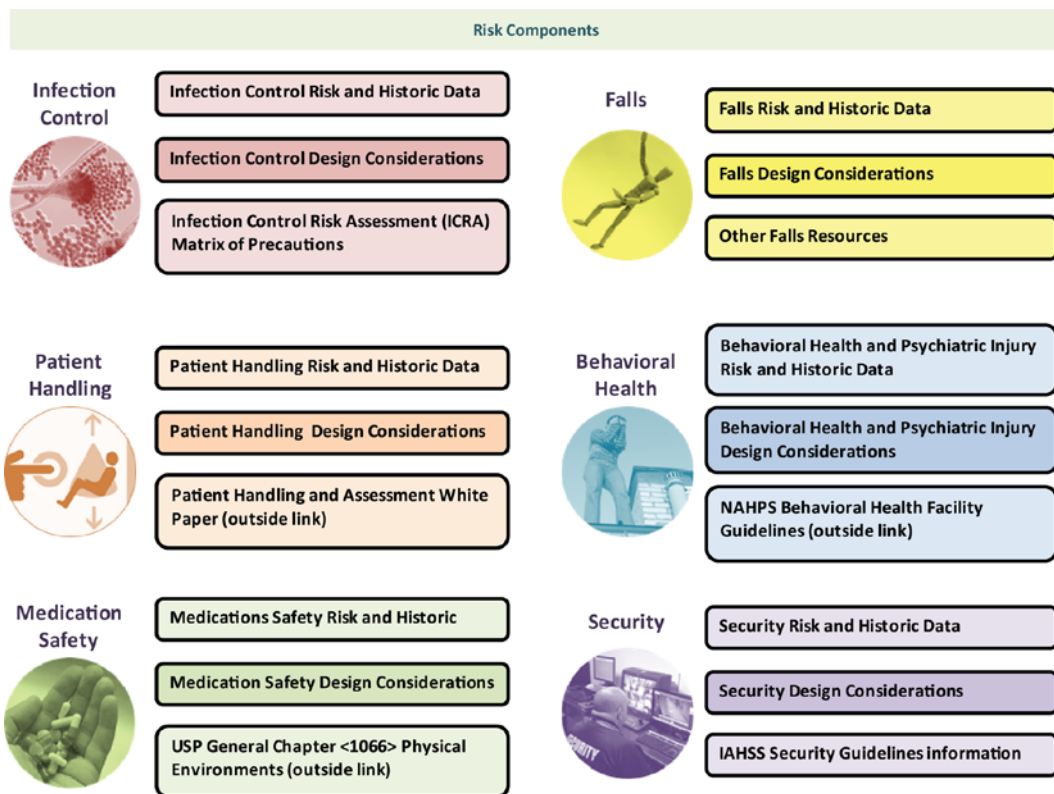 Risk Components
Infection
Control
Infection Control Risk and Historic Data
Infection Control Design Considerations
Infection Control Risk Assessment (ICRA)
Matrix of Precautions
Falls
Falls Risk and Historic Data
Falls Design Considerations
Other Falls Resources
Patient
Handling
Patient Handling Risk and Historic Data
Patient Handling Design Considerations
Patient Handling and Assessment White
Paper (outside link)
Behavioral
Health
Behavioral Health and Psychiatric Injury
Risk and Historic Data
Behavioral Health and Psychiatric Injury
Design Considerations
NAHPS Behavioral Health Facility
Guidelines (outside link)
Medication
Safety
Medications Safety Risk and Historic
Medication Safety Design Considerations
USP General Chapter <1066> Physical
Environments (outside link)
Security
SECURITY
Security Risk and Historic Data
Security Design Considerations
IAHSS Security Guidelines information